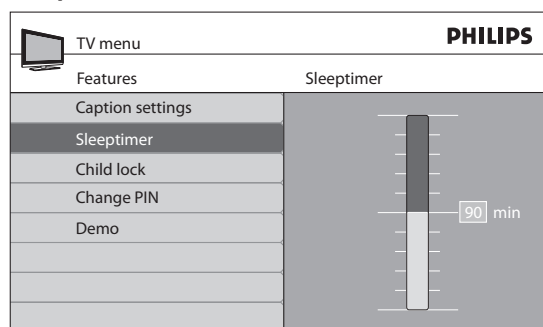 TV menu
PHILIPS
Features
Sleeptimer
Caption settings
Sleeptimer
Child lock
Change PIN
Demo
90 min